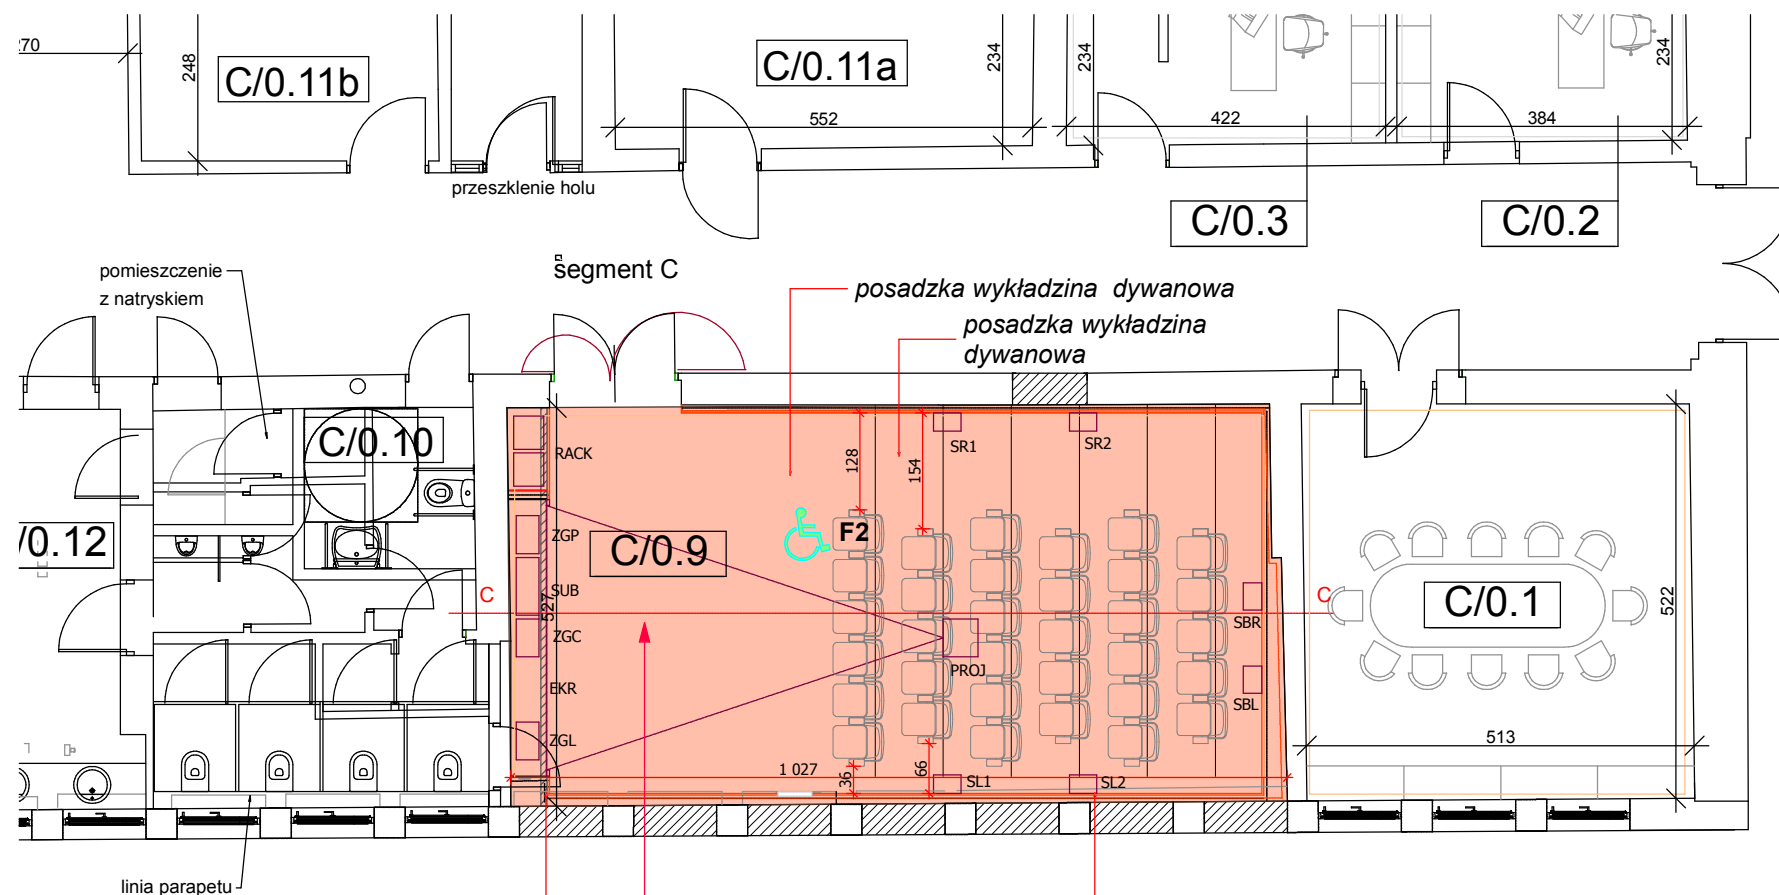 270
248
C/0.11b
C/0.11a
234
234
234
552
422
384
przeszklenie holu
C/0.3
C/0.2
segment C
pomieszczenie
z natryskiem
posadzka wykładzina dywanowa
posadzka wykładzina
dywanowa
C/0.10
RACK
SR1
SR2
128
154
/0.12
ZGP
C/0.9
F2
SUB
C
C
527
C/0.1
522
ZGC
SBR
PROJ
EKR
SBL
ZGL
513
1 027
36
66
SL1
SL2
linia parapetu